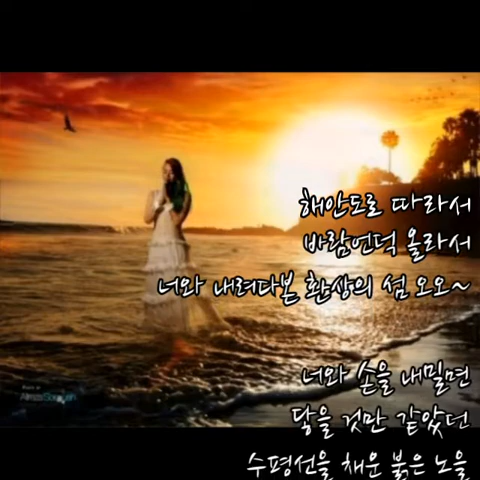 해안도로 따라서
바람언덕 올라서
너와 내려다본 환상의 섬 오오~
너와 손을 내밀면
닿을 것만 같았던
수평선을 채운 붉은 노을